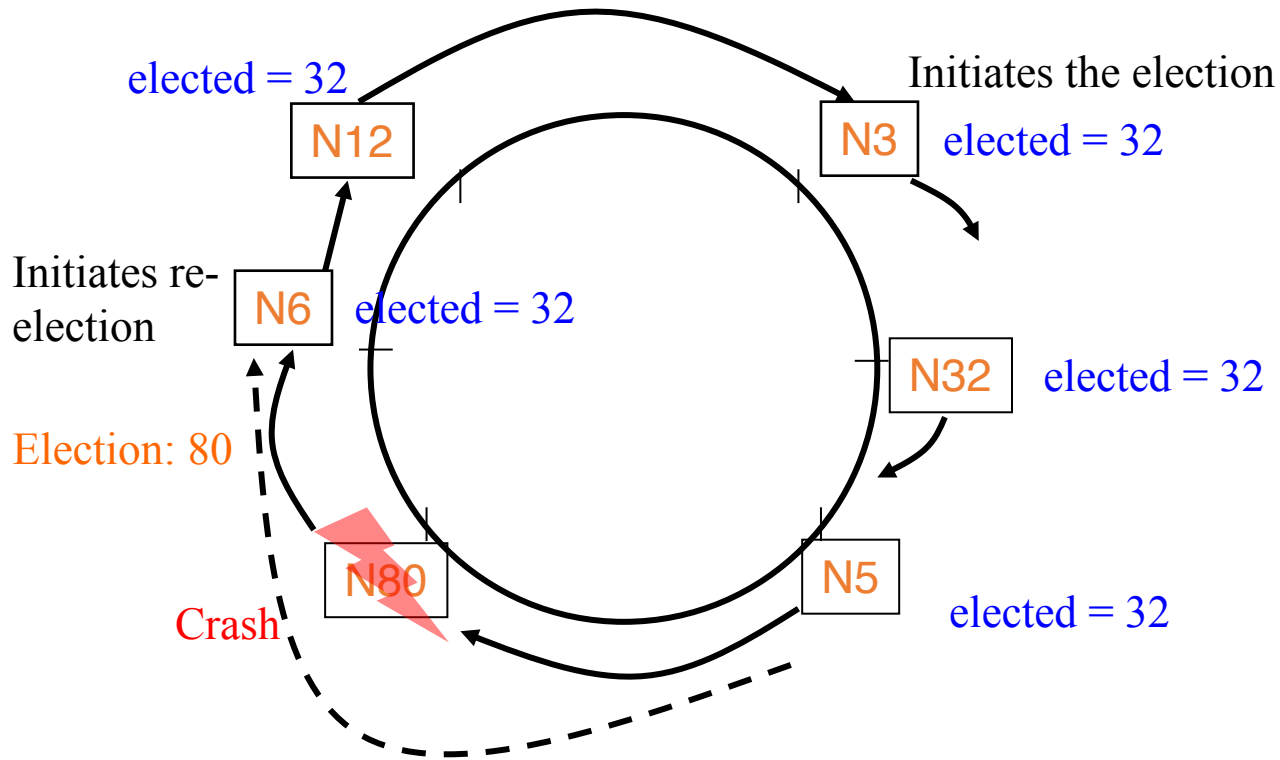 elected = 32
Initiates the election
N12
N3
elected = 32
Initiates re-
election
N6
elected = 32
N32
elected = 32
Election: 80
N80
N5
Crash
elected = 32